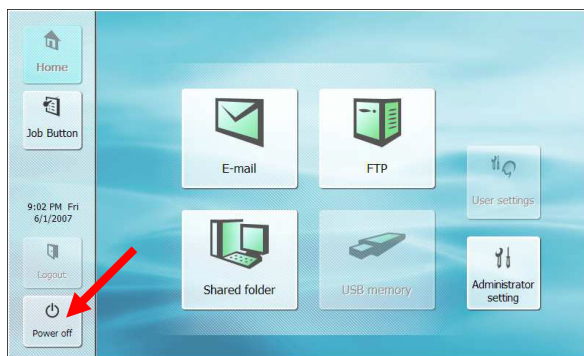 Home
Job Button
9:02 PM Fri
6/1/2007
Logout
Power off
E-mail
FTP
Shared folder
USB memory
User settings
Administrator
setting